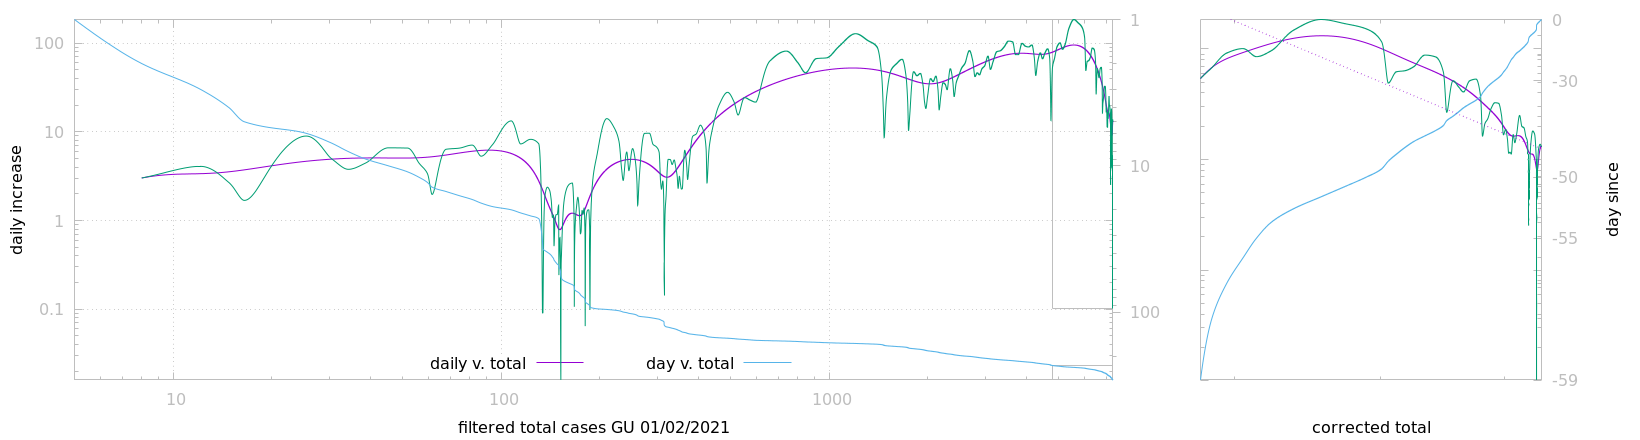 daily increase
100
10
1
0.1
daily v. total
day v. total
10
100
1000
filtered total cases GU 01/02/2021
1
10
100
0
-30
-50
-55
-59
day since
corrected total